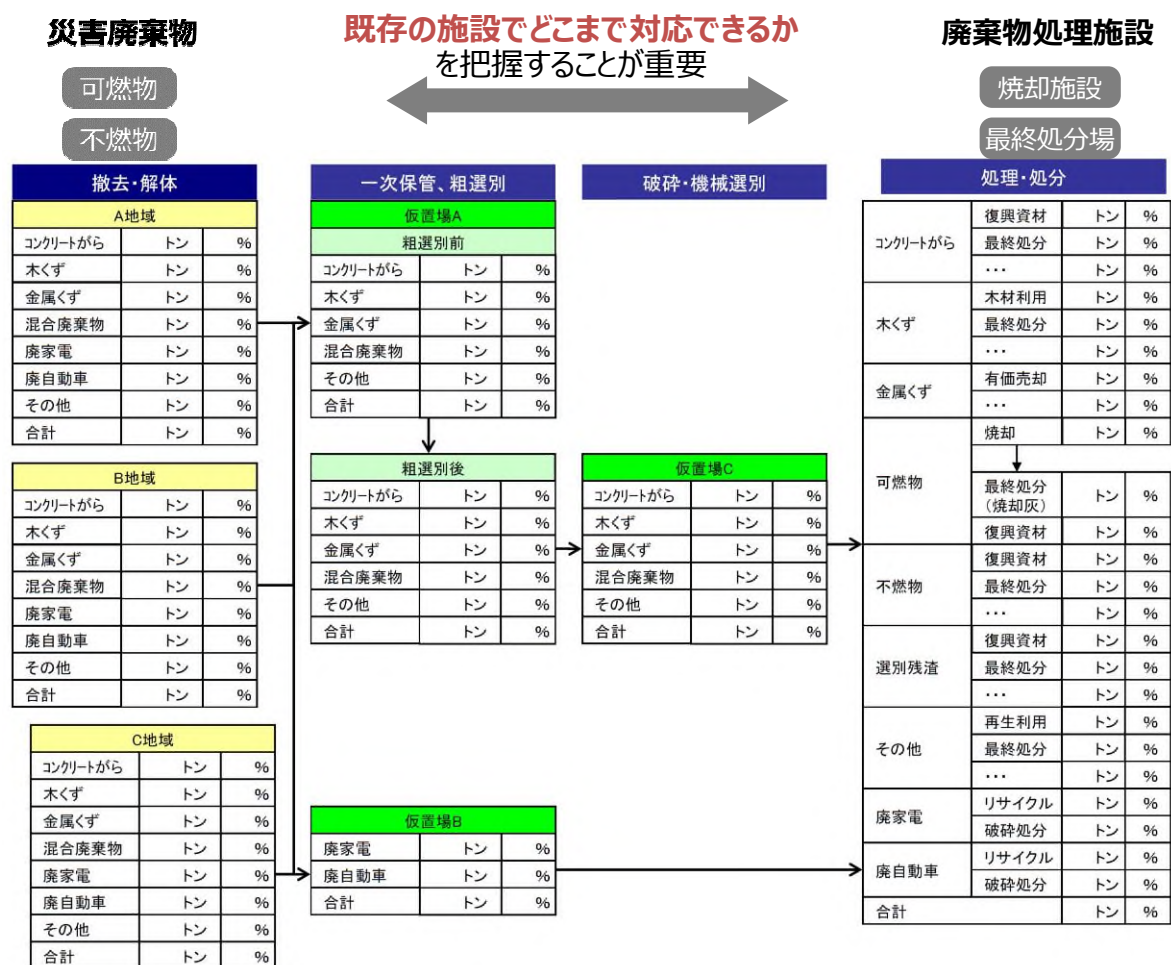 災害廃棄物
可燃物
不燃物
既存の施設でどこまで対応できるか
を把握することが重要
廃棄物処理施設
焼却施設
最終処分場
撤去・解体
A地域
コンクリートがら トン %
木くず トン %
金属くず トン %
混合廃棄物 トン %
廃家電 トン %
廃自動車 トン %
その他 トン %
合計 トン %
B地域
コンクリートがら トン %
木くず トン %
金属くず トン %
混合廃棄物 トン %
廃家電 トン %
廃自動車 トン %
その他 トン %
合計 トン %
C地域
コンクリートがら トン %
木くず トン %
金属くず トン %
混合廃棄物 トン %
廃家電 トン %
廃自動車 トン %
その他 トン %
合計 トン %
一次保管、粗選別
仮置場A
粗選別前
コンクリートがら トン %
木くず トン %
金属くず トン %
混合廃棄物 トン %
その他 トン %
合計 トン %
粗選別後
コンクリートがら トン %
木くず トン %
金属くず トン %
混合廃棄物 トン %
その他 トン %
合計 トン %
仮置場B
廃家電 トン %
廃自動車 トン %
合計 トン %
破砕・機械選別
仮置場C
コンクリートがら トン %
木くず トン %
金属くず トン %
混合廃棄物 トン %
その他 トン %
合計 トン %
処理・処分
コンクリートがら 復興資材 トン %
最終処分 トン %
… トン %
木くず 木材利用 トン %
最終処分 トン %
… トン %
金属くず 有価売却 トン %
… トン %
可燃物 焼却 トン %
最終処分
(焼却灰) トン %
復興資材 トン %
不燃物 復興資材 トン %
最終処分 トン %
… トン %
選別残渣 復興資材 トン %
最終処分 トン %
… トン %
その他 再生利用 トン %
最終処分 トン %
… トン %
廃家電 リサイクル トン %
破砕処分 トン %
廃自動車 リサイクル トン %
破砕処分 トン %
合計 トン %